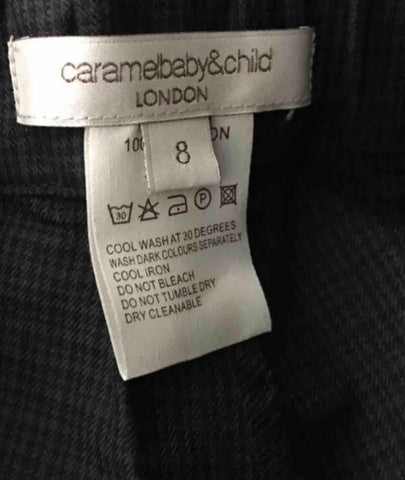 caramelbaby&child
LONDON
8
30
P
COOL WASH AT 30 DEGREES
WASH DARK COLOURS SEPARATELY
COOL IRON
DO NOT BLEACH
DO NOT TUMBLE DRY
DRY CLEANABLE